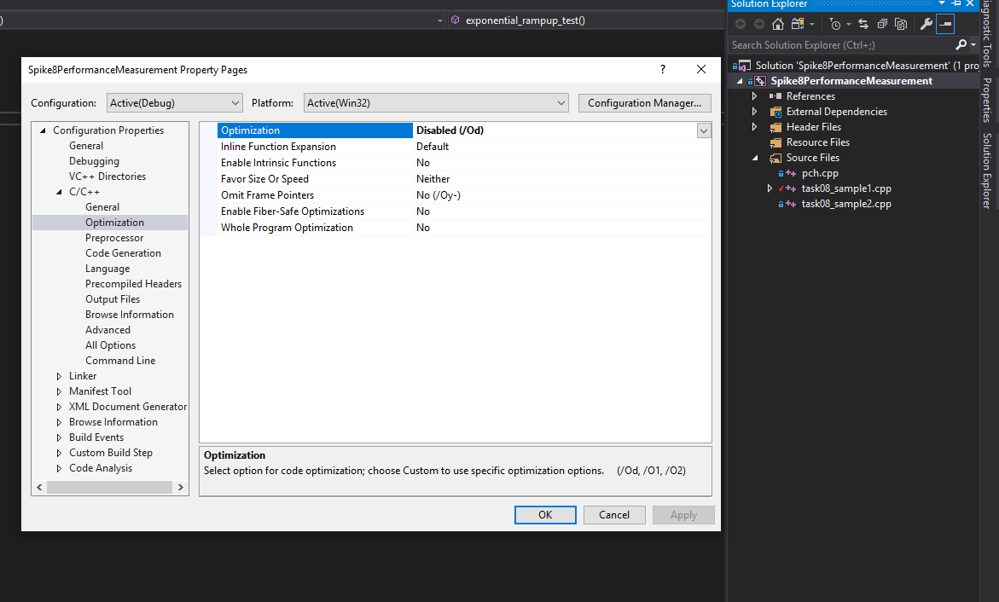 )
exponential_rampup_test()
Spike8PerformanceMeasurement Property Pages
?
Configuration: Active(Debug) Platform: Active(Win32) Configuration Manager...
Configuration Properties
General
Debugging
VC++ Directories
C/C++
General
Optimization
Preprocessor
Code Generation
Language
Precompiled Headers
Output Files
Browse Information
Advanced
All Options
Command Line
Linker
Manifest Tool
XML Document Generator
Browse Information
Build Events
Custom Build Step
Code Analysis
Optimization Disabled (/Od)
Inline Function Expansion Default
Enable Intrinsic Functions No
Favor Size Or Speed Neither
Omit Frame Pointers No (/Oy-)
Enable Fiber-Safe Optimizations No
Whole Program Optimization No
Optimization
Select option for code optimization; choose Custom to use specific optimization options. (/Od, /O1, /O2)
OK Cancel Apply
Solution Explorer
Search Solution Explorer (Ctrl+;)
Solution 'Spike8PerformanceMeasurement' (1 pro
Spike8PerformanceMeasurement
References
External Dependencies
Header Files
Resource Files
Source Files
pch.cpp
task08_sample1.cpp
task08_sample2.cpp
iagnostic Tools
Properties
Solution Explorer